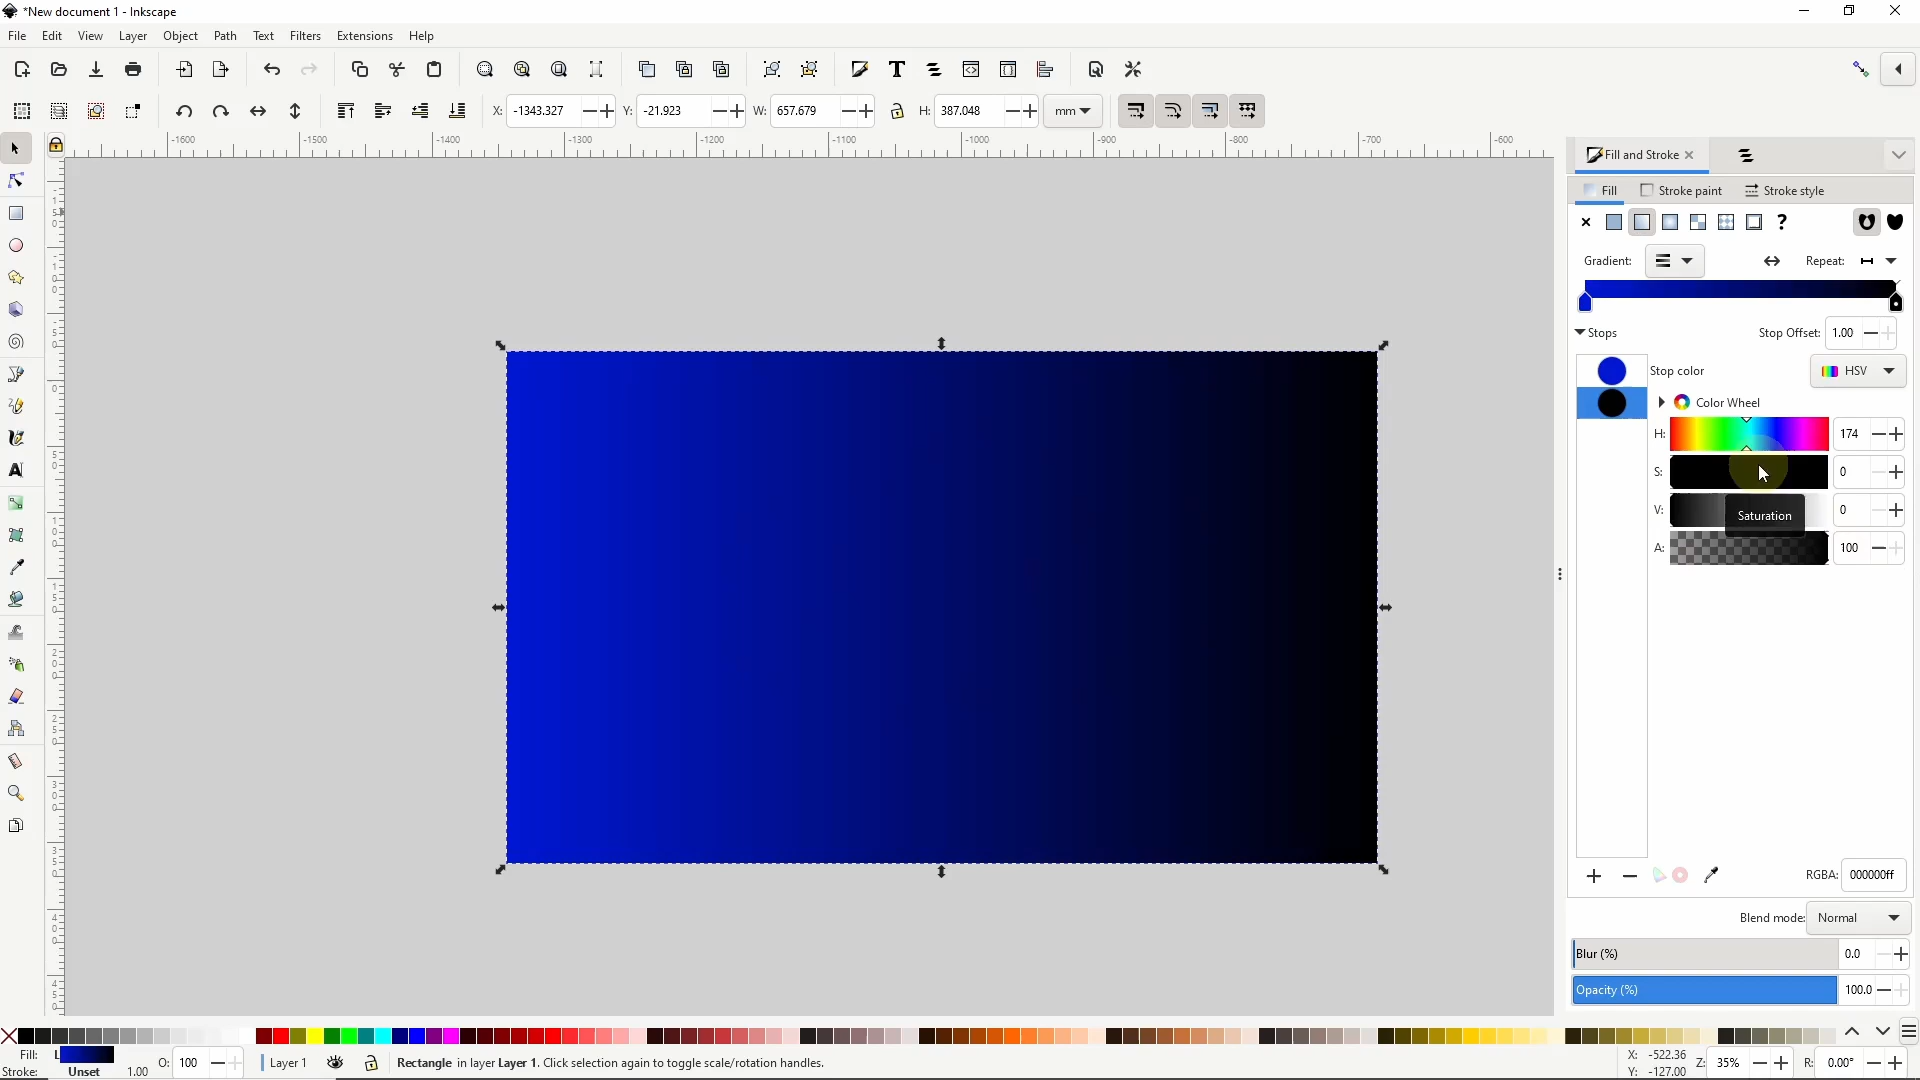 *New document 1 - Inkscape
File Edit View Layer Object Path Text Filters Extensions Help
X: -1343.327 Y: -21.923 W: 657.679 H: 387.048 mm
-1600 -1500 -1400 -1300 -1200 -1100 -1000 -900 -800 -700 -600
Fill and Stroke
Fill Stroke paint Stroke style
?
Gradient: Repeat:
Stops Stop Offset: 1.00
Stop color HSV
Color Wheel
H: 174
S: 0
V: 0
Saturation
A: 100
RGBA: 000000ff
Blend mode: Normal
Blur (%) 0.0
Opacity (%) 100.0
Fill: L O: 100 Layer 1 Rectangle in layer Layer 1. Click selection again to toggle scale/rotation handles. X: -522.36 Z: 35% R: 0.00°
Stroke: Unset 1.00 Y: -127.00